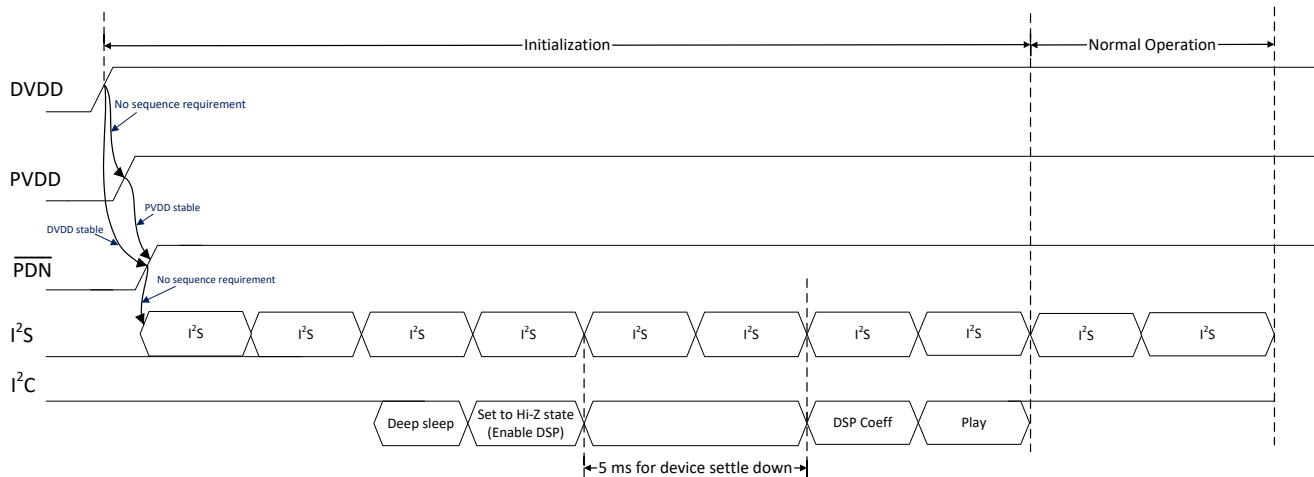 Initialization
Normal Operation
DVDD
No sequence requirement
PVDD
PVDD stable
DVDD stable
PDN
No sequence requirement
I²S
I²S I²S I²S I²S I²S I²S I²S I²S I²S I²S
I²C
Deep sleep
Set to Hi-Z state
(Enable DSP)
DSP Coeff
Play
5 ms for device settle down